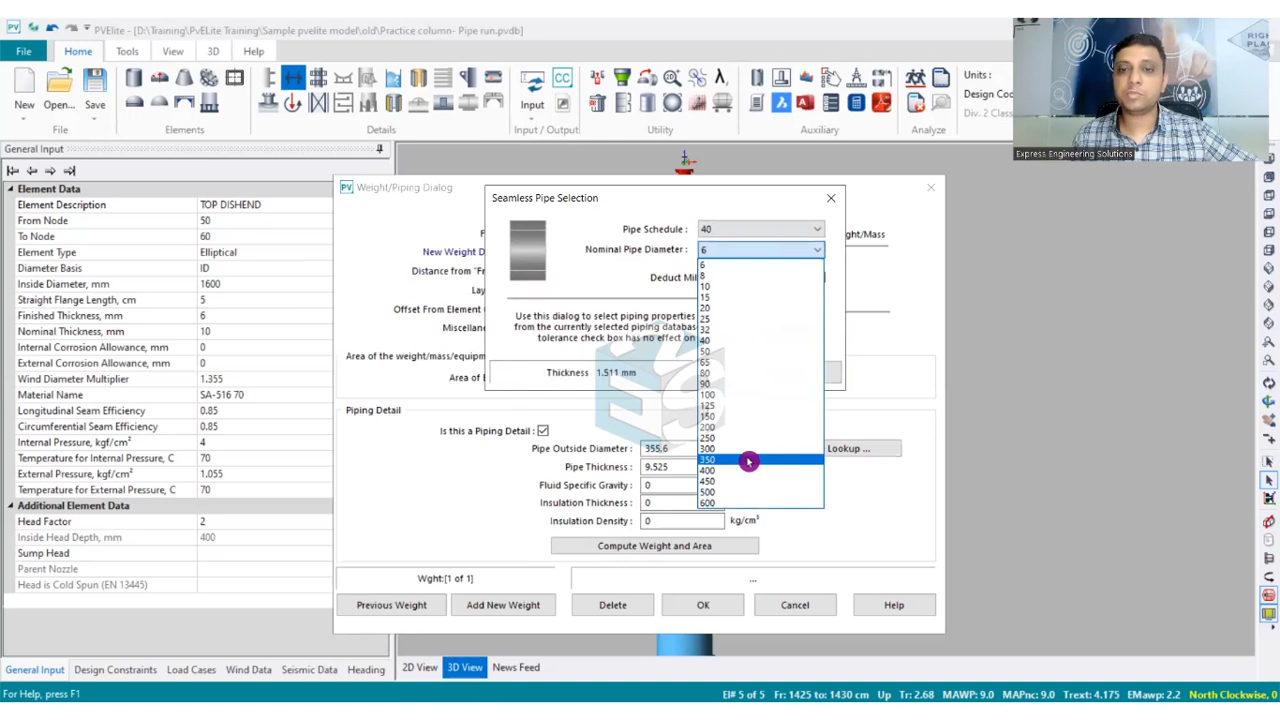 PVElite - [D:\Training\PvELite Training\Sample pvelite model\old\Practice column- Pipe run.pvdb]
File Home Tools View 3D Help
New Open... Save Input Units :
Design Cod
Div. 2 Class
File Elements Details Input / Output Utility Auxiliary Analyze
RIGH
PLA
Express Engineering Solutions
General Input
Element Data
Element Description TOP DISHEND
From Node 50
To Node 60
Element Type Elliptical
Diameter Basis ID
Inside Diameter, mm 1600
Straight Flange Length, cm 5
Finished Thickness, mm 6
Nominal Thickness, mm 10
Internal Corrosion Allowance, mm 0
External Corrosion Allowance, mm 0
Wind Diameter Multiplier 1.355
Material Name SA-516 70
Longitudinal Seam Efficiency 0.85
Circumferential Seam Efficiency 0.85
Internal Pressure, kgf/cm² 4
Temperature for Internal Pressure, 70
External Pressure, kgf/cm² 1.055
Temperature for External Pressure, 70
Additional Element Data
Head Factor 2
Inside Head Depth, mm 400
Sump Head
Parent Nozzle
Head is Cold Spun (EN 13445)
Weight/Piping Dialog
F
New Weight D
Distance from 'Fr
Lay
Offset From Element
Miscellane
Area of the weight/mass/equipm
Area of
ght/Mass
Seamless Pipe Selection
Pipe Schedule : 40
Nominal Pipe Diameter : 6
Deduct Mil
Use this dialog to select piping properties
from the currently selected piping database
tolerance check box has no effect on
Thickness 1.511 mm
6
8
10
15
20
25
32
40
50
65
80
90
100
125
150
200
250
300
350
400
450
500
600
Piping Detail
Is this a Piping Detail :
Pipe Outside Diameter : 355.6 Lookup ...
Pipe Thickness : 9.525
Fluid Specific Gravity : 0
Insulation Thickness : 0
Insulation Density : 0 kg/cm³
Compute Weight and Area
Wght:[1 of 1] ...
Previous Weight Add New Weight Delete OK Cancel Help
General Input Design Constraints Load Cases Wind Data Seismic Data Heading 2D View 3D View News Feed
For Help, press F1 El# 5 of 5 Fr: 1425 to: 1430 cm Up Tr: 2.68 MAWP: 9.0 MAPnc: 9.0 Trext: 4.175 EMawp: 2.2 North Clockwise, 0